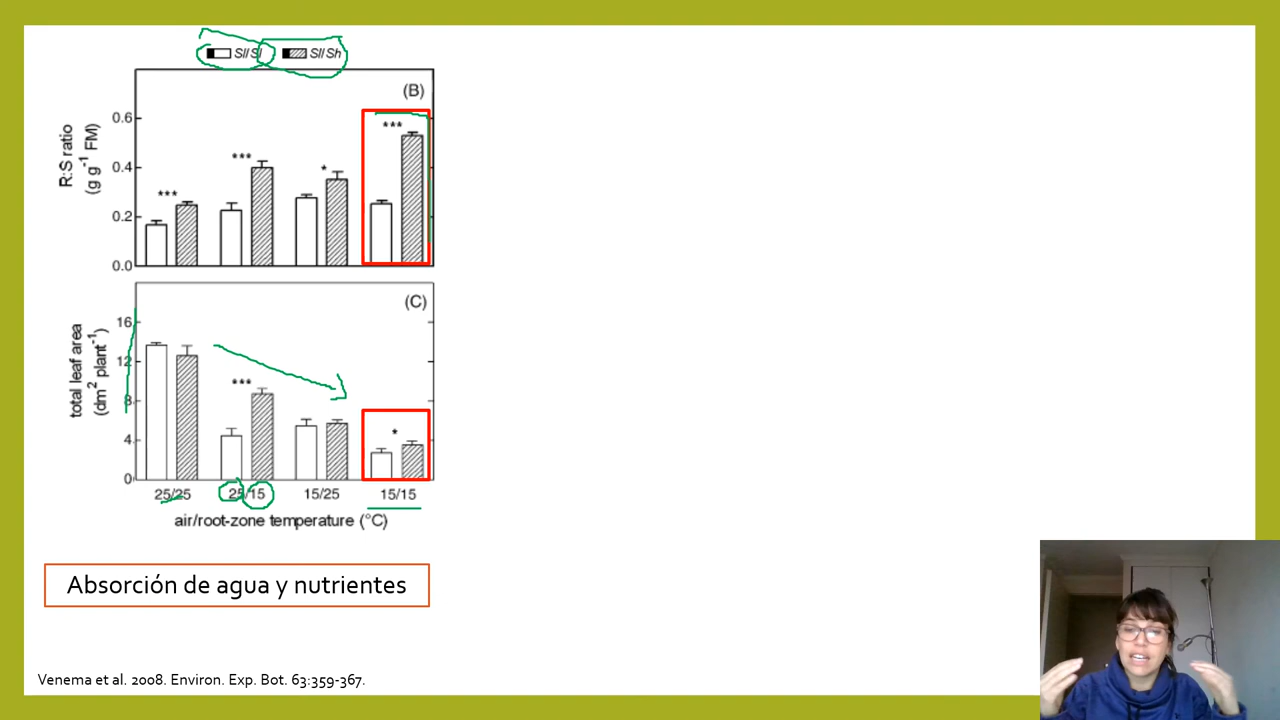 Sl/Sl Sl/Sh
(B)
R:S ratio
(g g-1 FM)
0.6
0.4
0.2
0.0
***
***
*
***
(C)
total leaf area
(dm2 plant-1)
16
12
8
4
0
***
*
25/25 25/15 15/25 15/15
air/root-zone temperature (°C)
Absorción de agua y nutrientes
Venema et al. 2008. Environ. Exp. Bot. 63:359-367.